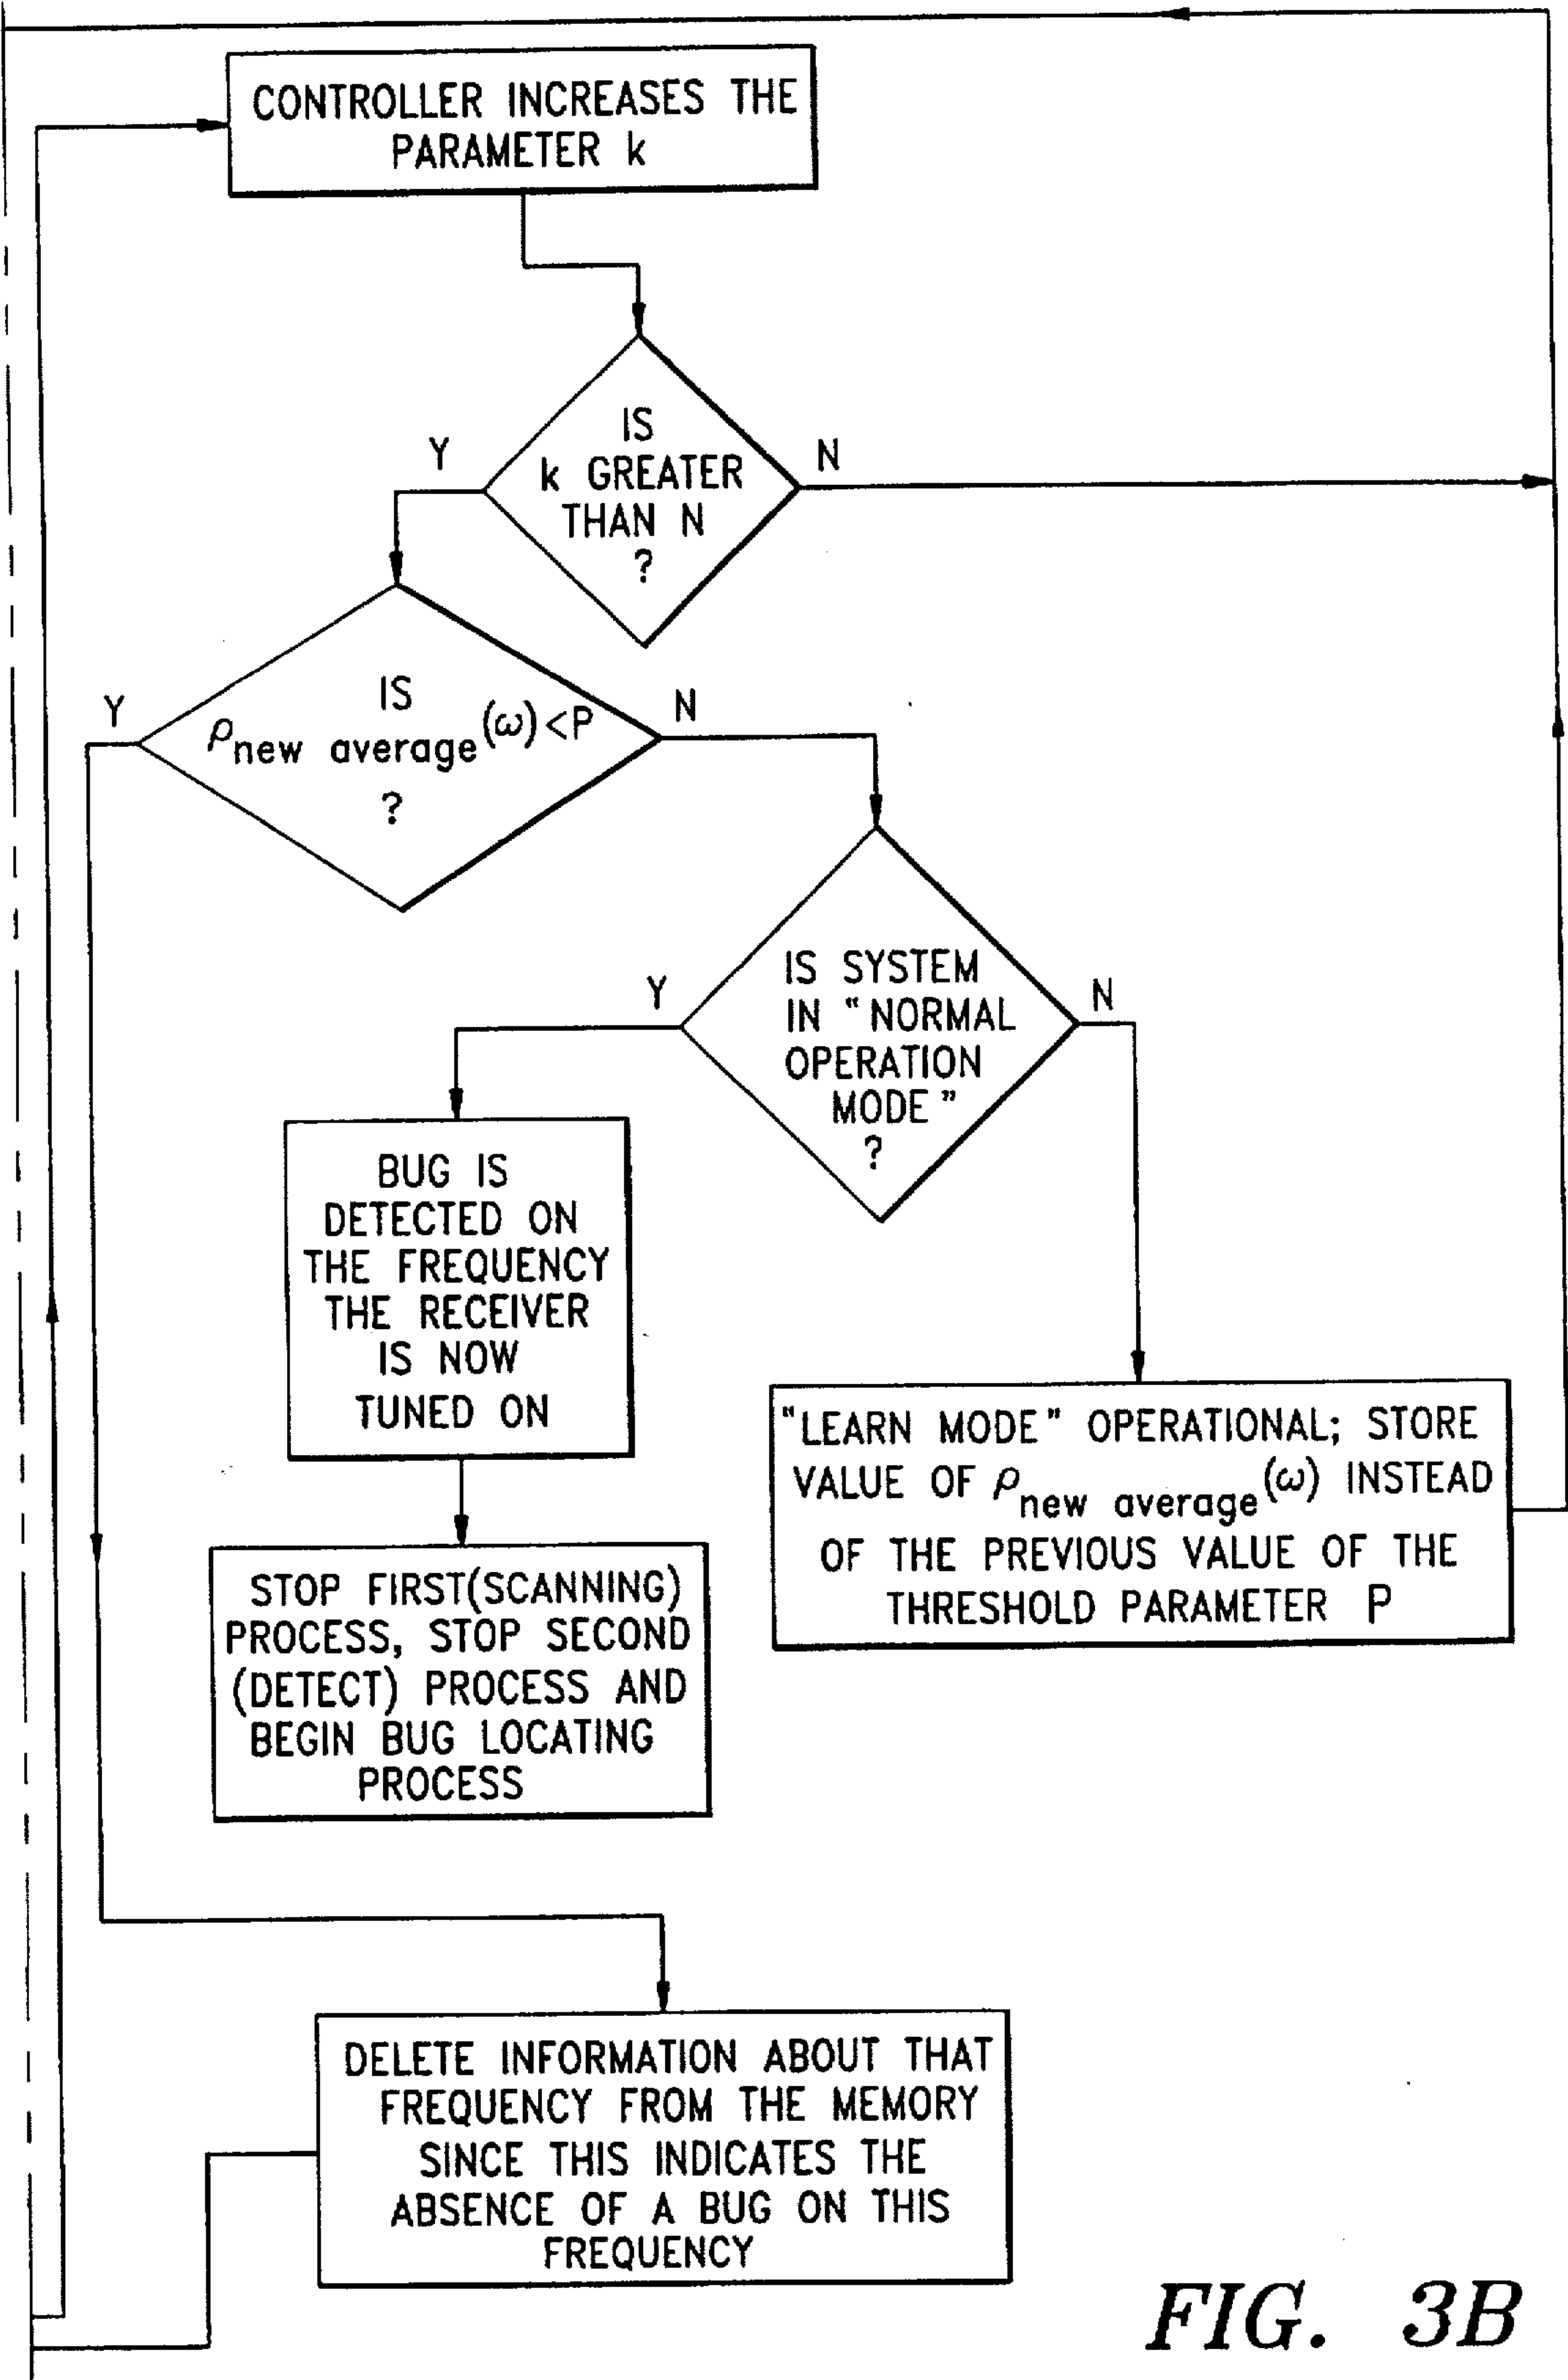 CONTROLLER INCREASES THE
PARAMETER k
IS
k GREATER
THAN N
?
Y
N
IS
ρnew average(ω)<P
?
Y
N
IS SYSTEM
IN "NORMAL
OPERATION
MODE"
?
Y
N
BUG IS
DETECTED ON
THE FREQUENCY
THE RECEIVER
IS NOW
TUNED ON
"LEARN MODE" OPERATIONAL; STORE
VALUE OF ρnew average(ω) INSTEAD
OF THE PREVIOUS VALUE OF THE
THRESHOLD PARAMETER P
STOP FIRST(SCANNING)
PROCESS, STOP SECOND
(DETECT) PROCESS AND
BEGIN BUG LOCATING
PROCESS
DELETE INFORMATION ABOUT THAT
FREQUENCY FROM THE MEMORY
SINCE THIS INDICATES THE
ABSENCE OF A BUG ON THIS
FREQUENCY
FIG. 3B